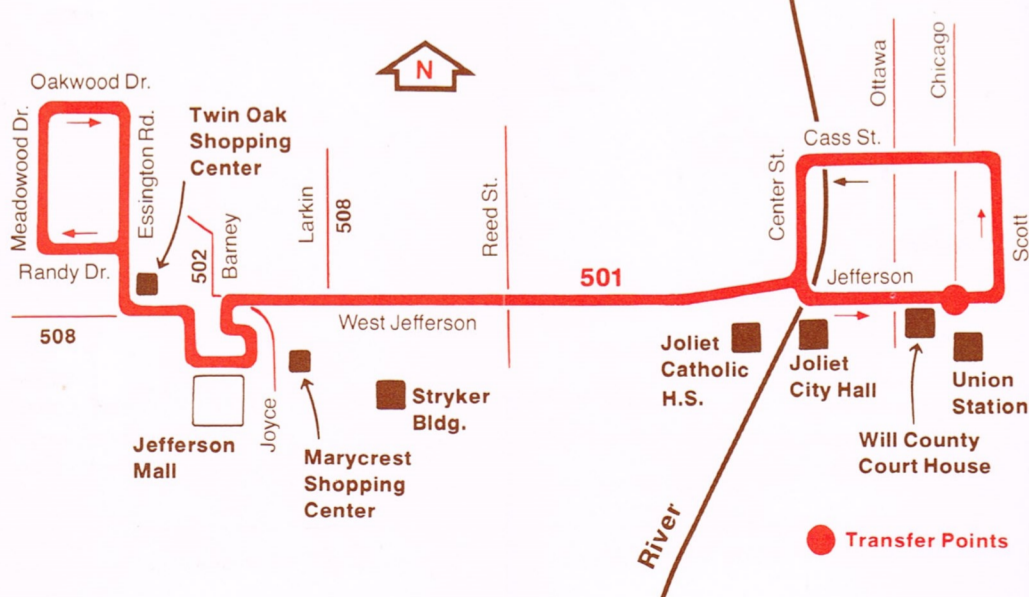 N
Oakwood Dr.
Meadowood Dr.
Essington Rd.
Randy Dr.
508
Twin Oak
Shopping
Center
502
Barney
Larkin
508
Reed St.
501
West Jefferson
Joyce
Jefferson
Mall
Marycrest
Shopping
Center
Stryker
Bldg.
Ottawa
Chicago
Cass St.
Center St.
Jefferson
Scott
Joliet
Catholic
H.S.
Joliet
City Hall
Will County
Court House
Union
Station
River
Transfer Points